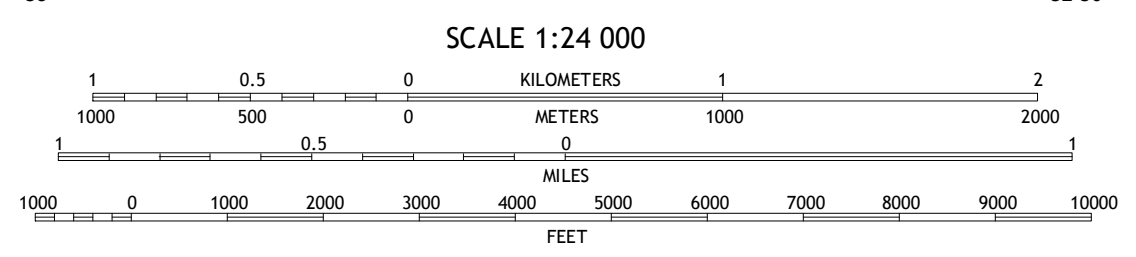 SCALE 1:24 000
1 0.5 0 KILOMETERS 1 2
1000 500 0 METERS 1000 2000
1 0.5 0 1
MILES
1000 0 1000 2000 3000 4000 5000 6000 7000 8000 9000 10000
FEET